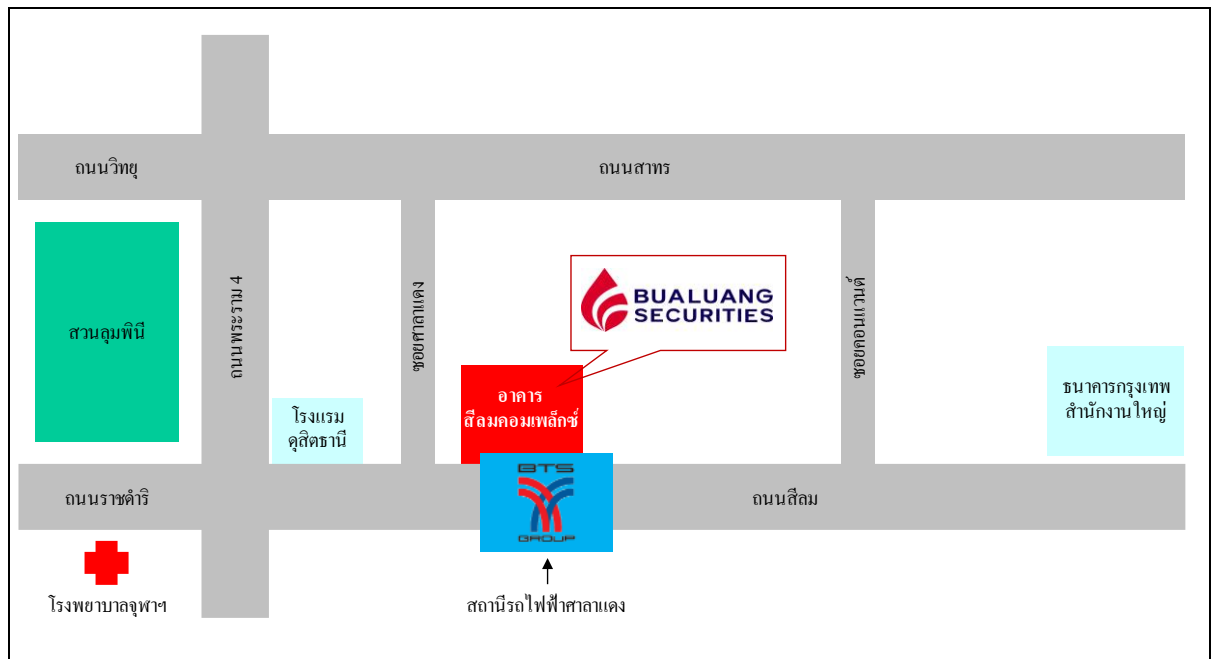 ถนนวิทยุ
ถนนสาทร
สวนลุมพินี
ถนนพระราม 4
ซอยศาลาแดง
BUALUANG
SECURITIES
ซอยคอนแวนต์
อาคาร
สีลมคอมเพล็กซ์
โรงแรม
ดุสิตธานี
ธนาคารกรุงเทพ
สำนักงานใหญ่
ถนนราชดำริ
BTS
GROUP
ถนนสีลม
โรงพยาบาลจุฬาฯ
สถานีรถไฟฟ้าศาลาแดง